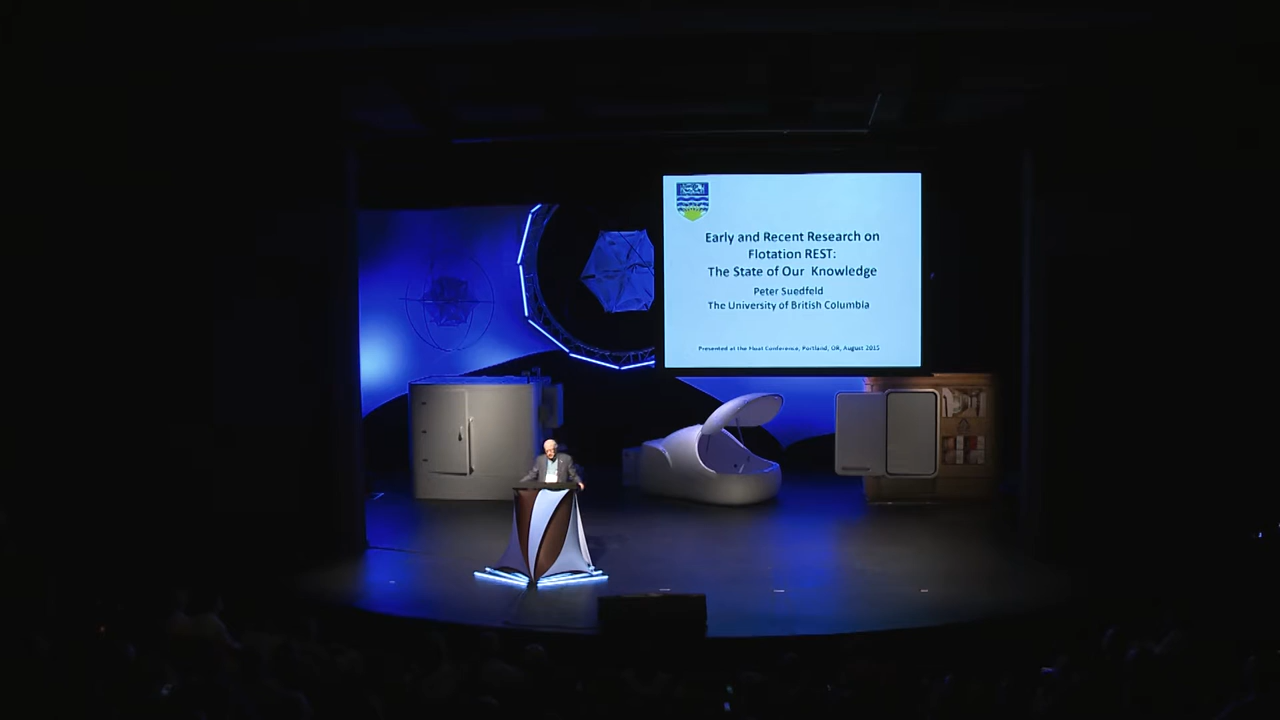 Early and Recent Research on
Flotation REST:
The State of Our Knowledge
Peter Suedfeld
The University of British Columbia
Presented at the Float Conference, Portland, OR, August 2015